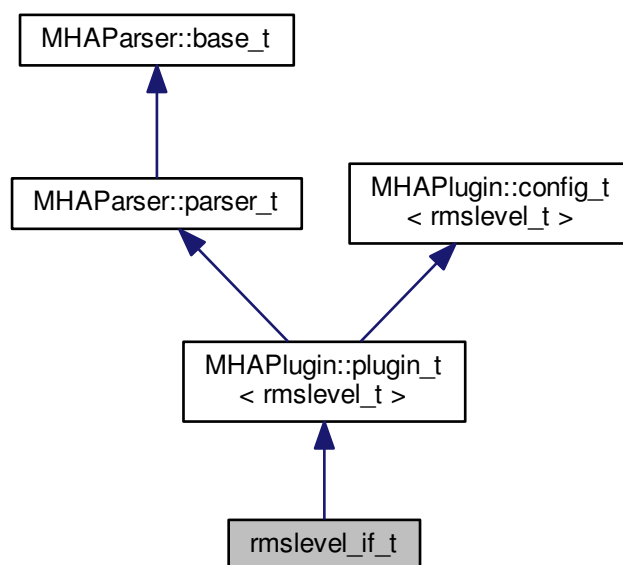 MHAParser::base_t
MHAParser::parser_t
MHAPlugin::config_t
< rmslevel_t >
MHAPlugin::plugin_t
< rmslevel_t >
rmslevel_if_t